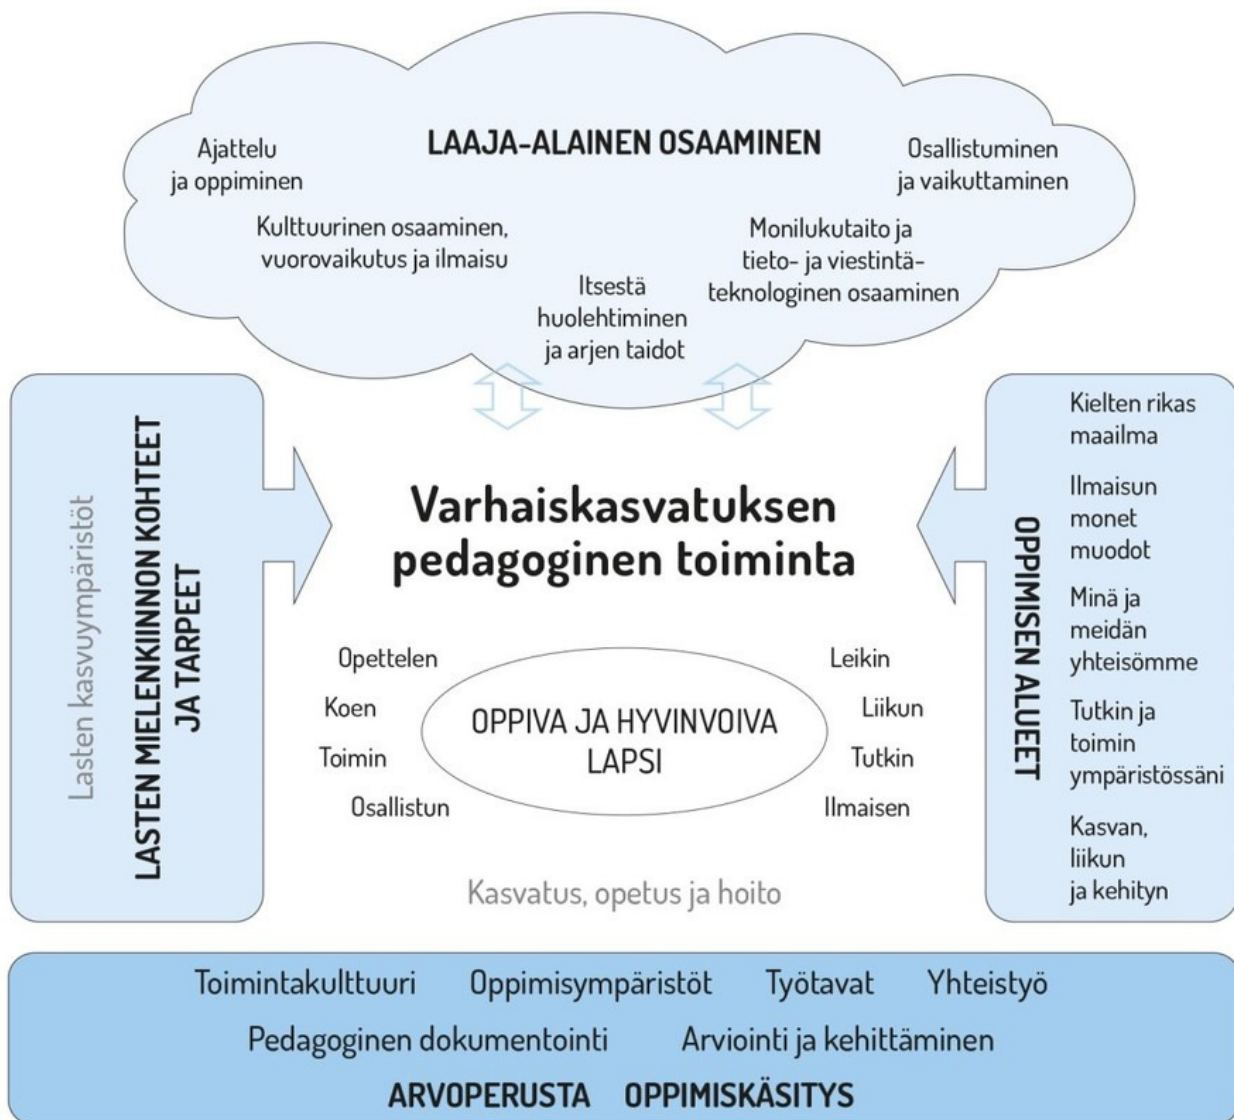 LAAJA-ALAINEN OSAAMINEN
Ajattelu
ja oppiminen
Kulttuurinen osaaminen,
vuorovaikutus ja ilmaisu
Itsestä
huolehtiminen
ja arjen taidot
Monilukutaito ja
tieto- ja viestintä-
teknologinen osaaminen
Osallistuminen
ja vaikuttaminen
Lasten kasvuympäristöt
LASTEN MIELENKIINNON KOHTEET
JA TARPEET
Varhaiskasvatuksen
pedagoginen toiminta
Opettelen
Koen
Toimin
Osallistun
OPPIVA JA HYVINVOIVA
LAPSI
Leikin
Liikun
Tutkin
Ilmaisen
Kasvatus, opetus ja hoito
OPPIMISEN ALUEET
Kielten rikas
maailma
Ilmaisun
monet
muodot
Minä ja
meidän
yhteisömme
Tutkin ja
toimin
ympäristössäni
Kasvan,
liikun
ja kehityn
Toimintakulttuuri Oppimisympäristöt Työtavat Yhteistyö
Pedagoginen dokumentointi Arviointi ja kehittäminen
ARVOPERUSTA OPPIMISKÄSITYS